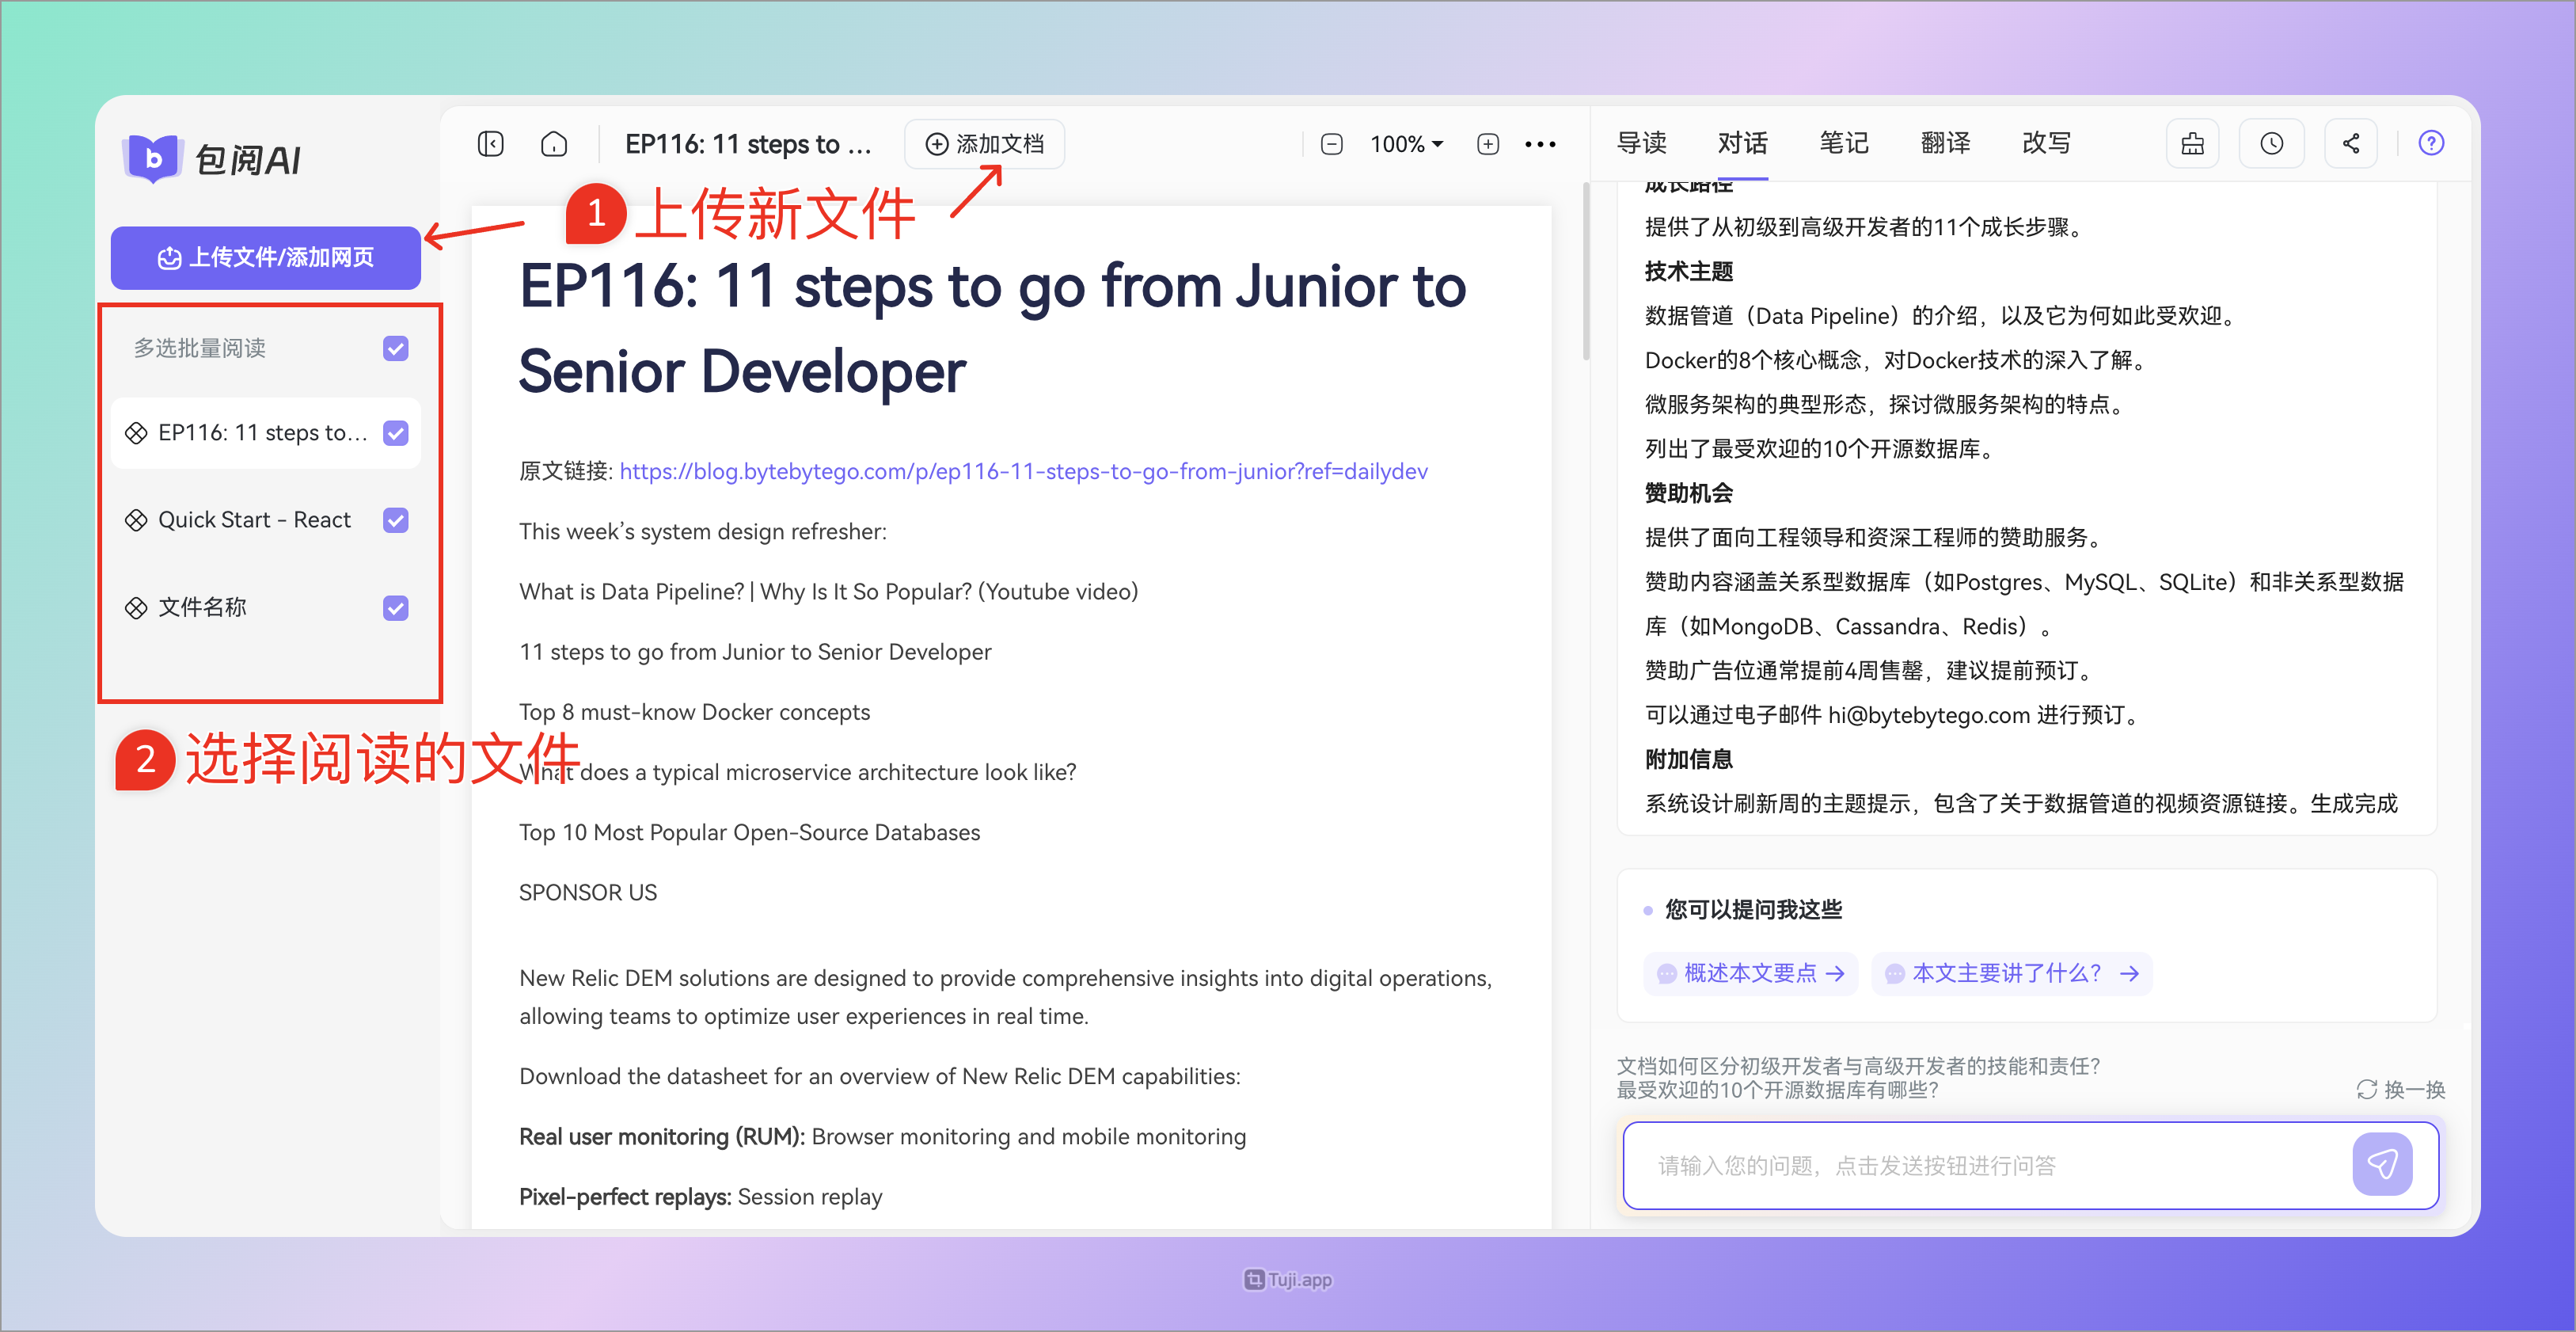 包阅AI
上传文件/添加网页
多选批量阅读
EP116: 11 steps to...
Quick Start - React
文件名称
2 选择阅读的文件
EP116: 11 steps to ...
添加文档
100%
1 上传新文件
EP116: 11 steps to go from Junior to
Senior Developer
原文链接: https://blog.bytebytego.com/p/ep116-11-steps-to-go-from-junior?ref=dailydev
This week’s system design refresher:
What is Data Pipeline? | Why Is It So Popular? (Youtube video)
11 steps to go from Junior to Senior Developer
Top 8 must-know Docker concepts
What does a typical microservice architecture look like?
Top 10 Most Popular Open-Source Databases
SPONSOR US
New Relic DEM solutions are designed to provide comprehensive insights into digital operations,
allowing teams to optimize user experiences in real time.
Download the datasheet for an overview of New Relic DEM capabilities:
Real user monitoring (RUM): Browser monitoring and mobile monitoring
Pixel-perfect replays: Session replay
导读 对话 笔记 翻译 改写
成长路径
提供了从初级到高级开发者的11个成长步骤。
技术主题
数据管道（Data Pipeline）的介绍，以及它为何如此受欢迎。
Docker的8个核心概念，对Docker技术的深入了解。
微服务架构的典型形态，探讨微服务架构的特点。
列出了最受欢迎的10个开源数据库。
赞助机会
提供了面向工程领导和资深工程师的赞助服务。
赞助内容涵盖关系型数据库（如Postgres、MySQL、SQLite）和非关系型数据
库（如MongoDB、Cassandra、Redis）。
赞助广告位通常提前4周售罄，建议提前预订。
可以通过电子邮件 hi@bytebytego.com 进行预订。
附加信息
系统设计刷新周的主题提示，包含了关于数据管道的视频资源链接。生成完成
您可以提问我这些
概述本文要点
本文主要讲了什么？
文档如何区分初级开发者与高级开发者的技能和责任？
最受欢迎的10个开源数据库有哪些？
换一换
请输入您的问题，点击发送按钮进行问答
Tuji.app